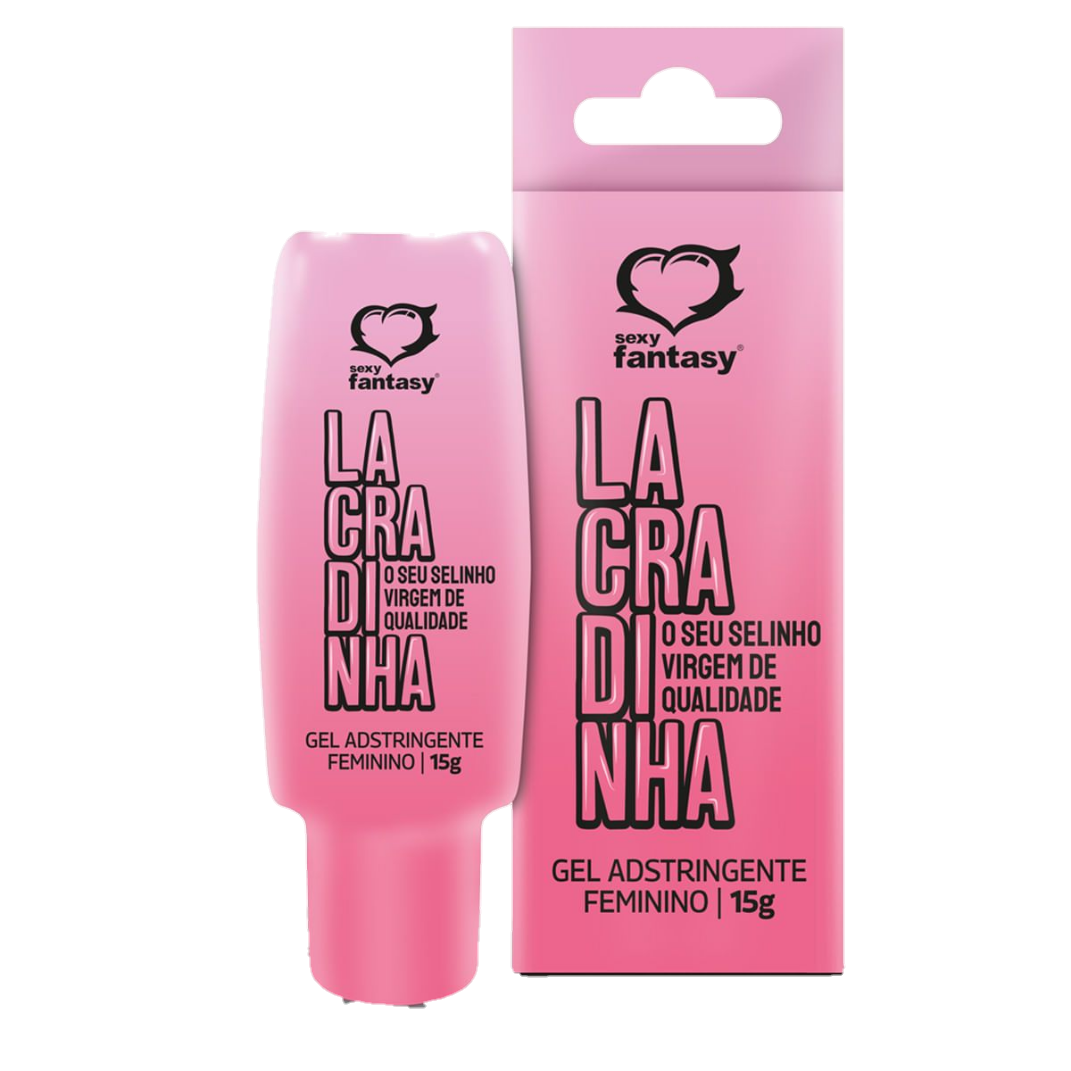 sexy
fantasy®
LA
CRA
DI
NHA
O SEU SELINHO
VIRGEM DE
QUALIDADE
GEL ADSTRINGENTE
FEMININO | 15g
sexy
fantasy®
LA
CRA
DI
NHA
O SEU SELINHO
VIRGEM DE
QUALIDADE
GEL ADSTRINGENTE
FEMININO | 15g